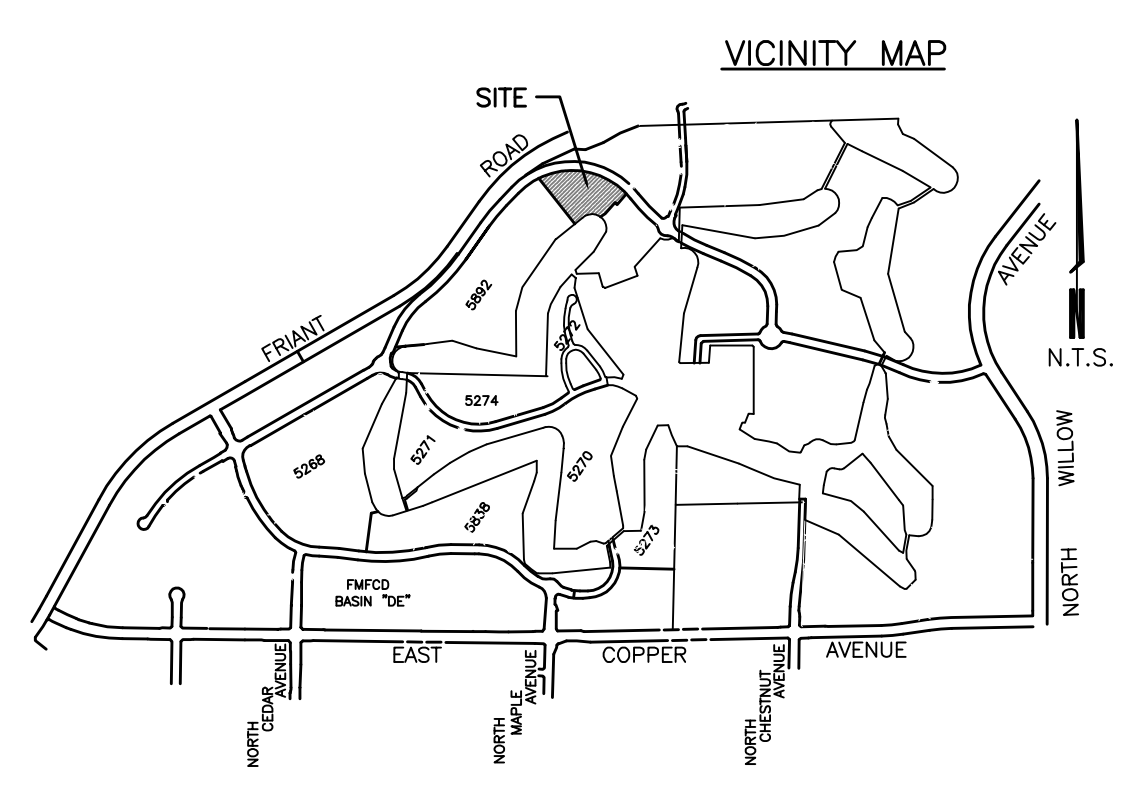 VICINITY MAP
SITE
ROAD
AVENUE
5892
FRIANT
5272
N
N.T.S.
5274
WILLOW
5271
5268
5270
5838
5273
NORTH
FMFCD
BASIN "DE"
EAST
COPPER
AVENUE
NORTH
CEDAR
AVENUE
NORTH
MAPLE
AVENUE
NORTH
CHESTNUT
AVENUE